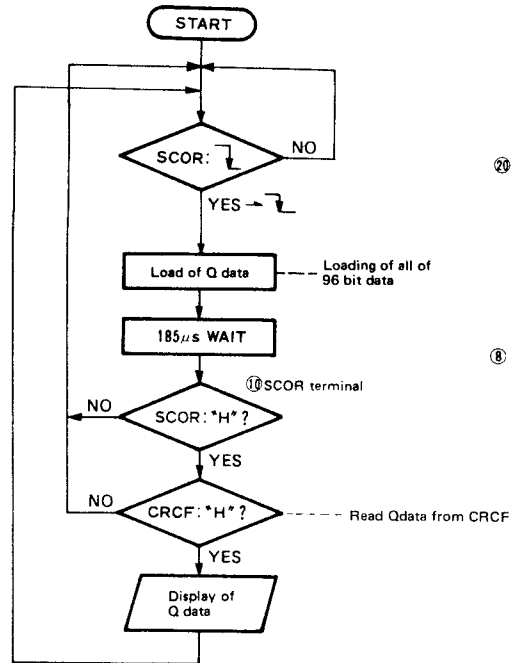 START
SCOR:
NO
⑳
YES →
Load of Q data
Loading of all of
96 bit data
185μs WAIT
⑧
⑩SCOR terminal
NO
SCOR: "H"?
YES
NO
CRCF: "H"?
Read Qdata from CRCF
YES
Display of
Q data